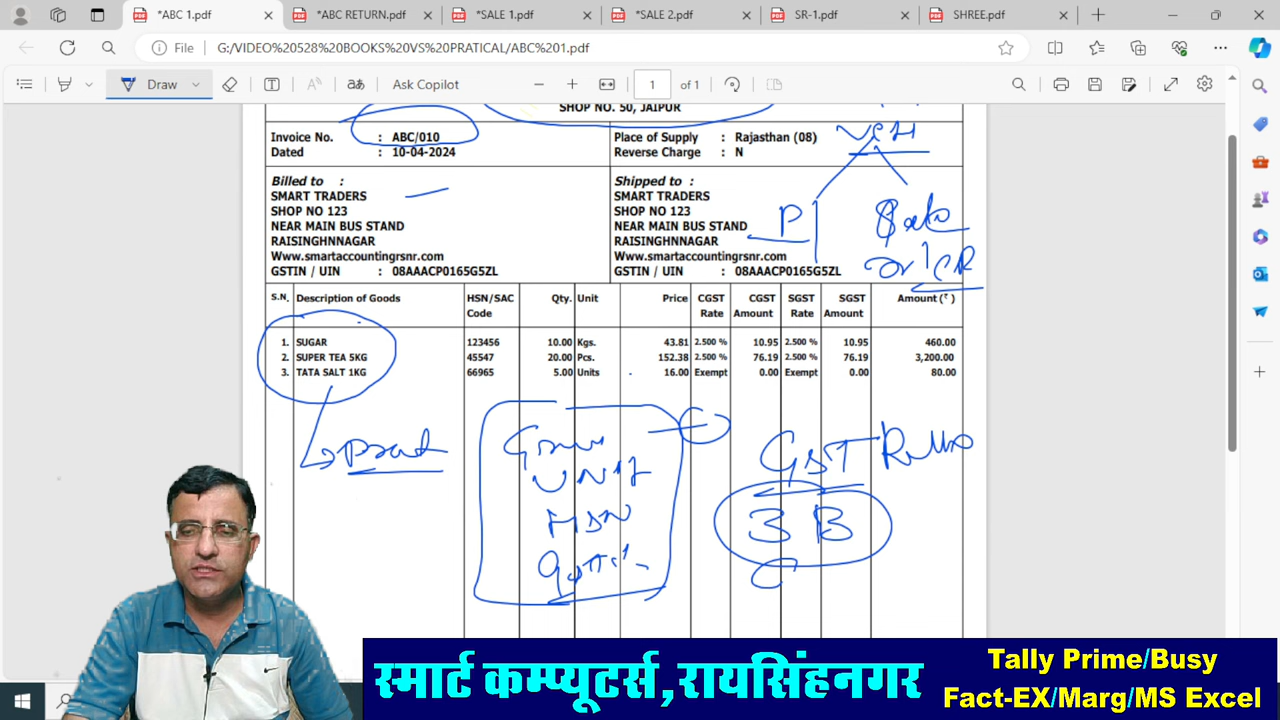 *ABC 1.pdf
*ABC RETURN.pdf
*SALE 1.pdf
*SALE 2.pdf
SR-1.pdf
SHREE.pdf
File G:/VIDEO%20528%20BOOKS%20VS%20PRATICAL/ABC%201.pdf
Draw
Ask Copilot
1 of 1
SHOP NO. 50, JAIPUR
Invoice No. : ABC/010
Dated : 10-04-2024
Place of Supply : Rajasthan (08)
Reverse Charge : N
Billed to :
SMART TRADERS
SHOP NO 123
NEAR MAIN BUS STAND
RAISINGHNNAGAR
Www.smartaccountingrsnr.com
GSTIN / UIN : 08AAACP0165G5ZL
Shipped to :
SMART TRADERS
SHOP NO 123
NEAR MAIN BUS STAND
RAISINGHNNAGAR
Www.smartaccountingrsnr.com
GSTIN / UIN : 08AAACP0165G5ZL
P
CR
S.N. Description of Goods HSN/SAC Code Qty. Unit Price CGST Rate CGST Amount SGST Rate SGST Amount Amount (₹)
1. SUGAR 123456 10.00 Kgs. 43.81 2.500 % 10.95 2.500 % 10.95 460.00
2. SUPER TEA 5KG 45547 20.00 Pcs. 152.38 2.500 % 76.19 2.500 % 76.19 3,200.00
3. TATA SALT 1KG 66965 5.00 Units 16.00 Exempt 0.00 Exempt 0.00 80.00
GST
UNIT
HSN
3B
स्मार्ट कम्प्यूटर्स,रायसिंहनगर
Tally Prime/Busy
Fact-EX/Marg/MS Excel